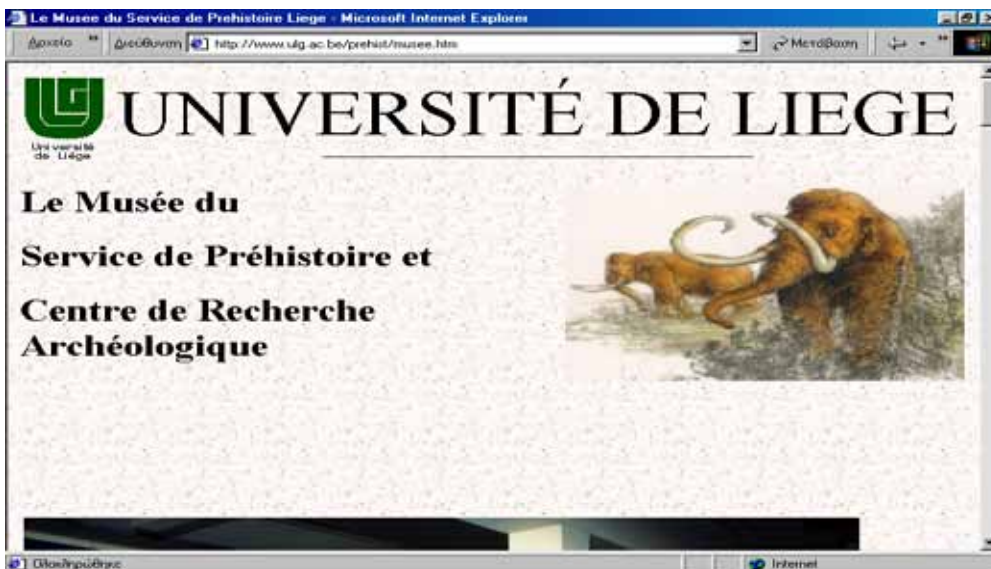 Le Musee du Service de Prehistoire Liege - Microsoft Internet Explorer
Αρχείο » Διεύθυνση http://www.ulg.ac.be/prehist/musee.htm Μετάβαση »
UNIVERSITÉ DE LIEGE
Université
de Liége
Le Musée du
Service de Préhistoire et
Centre de Recherche
Archéologique
Ολοκληρώθηκε Internet